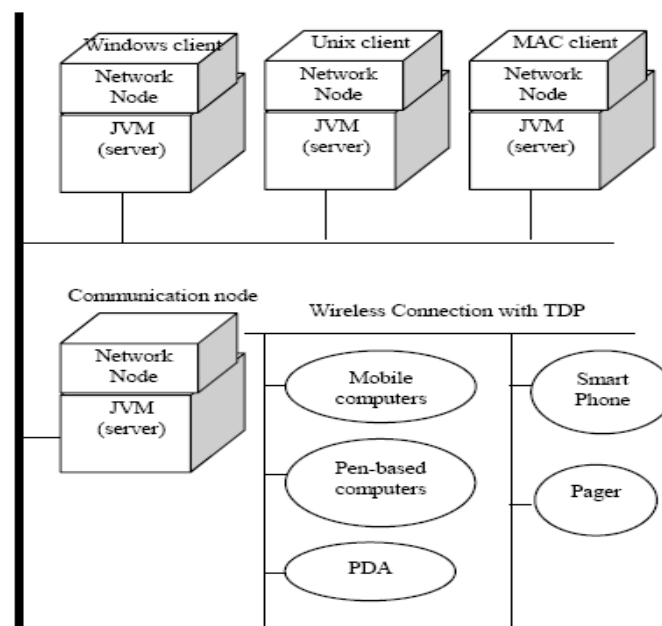 Windows client
Network
Node
JVM
(server)
Unix client
Network
Node
JVM
(server)
MAC client
Network
Node
JVM
(server)
Communication node
Network
Node
JVM
(server)
Wireless Connection with TDP
Mobile
computers
Pen-based
computers
PDA
Smart
Phone
Pager